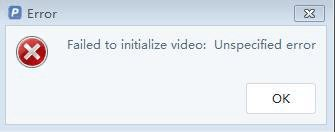 Error
Failed to initialize video:  Unspecified error
OK